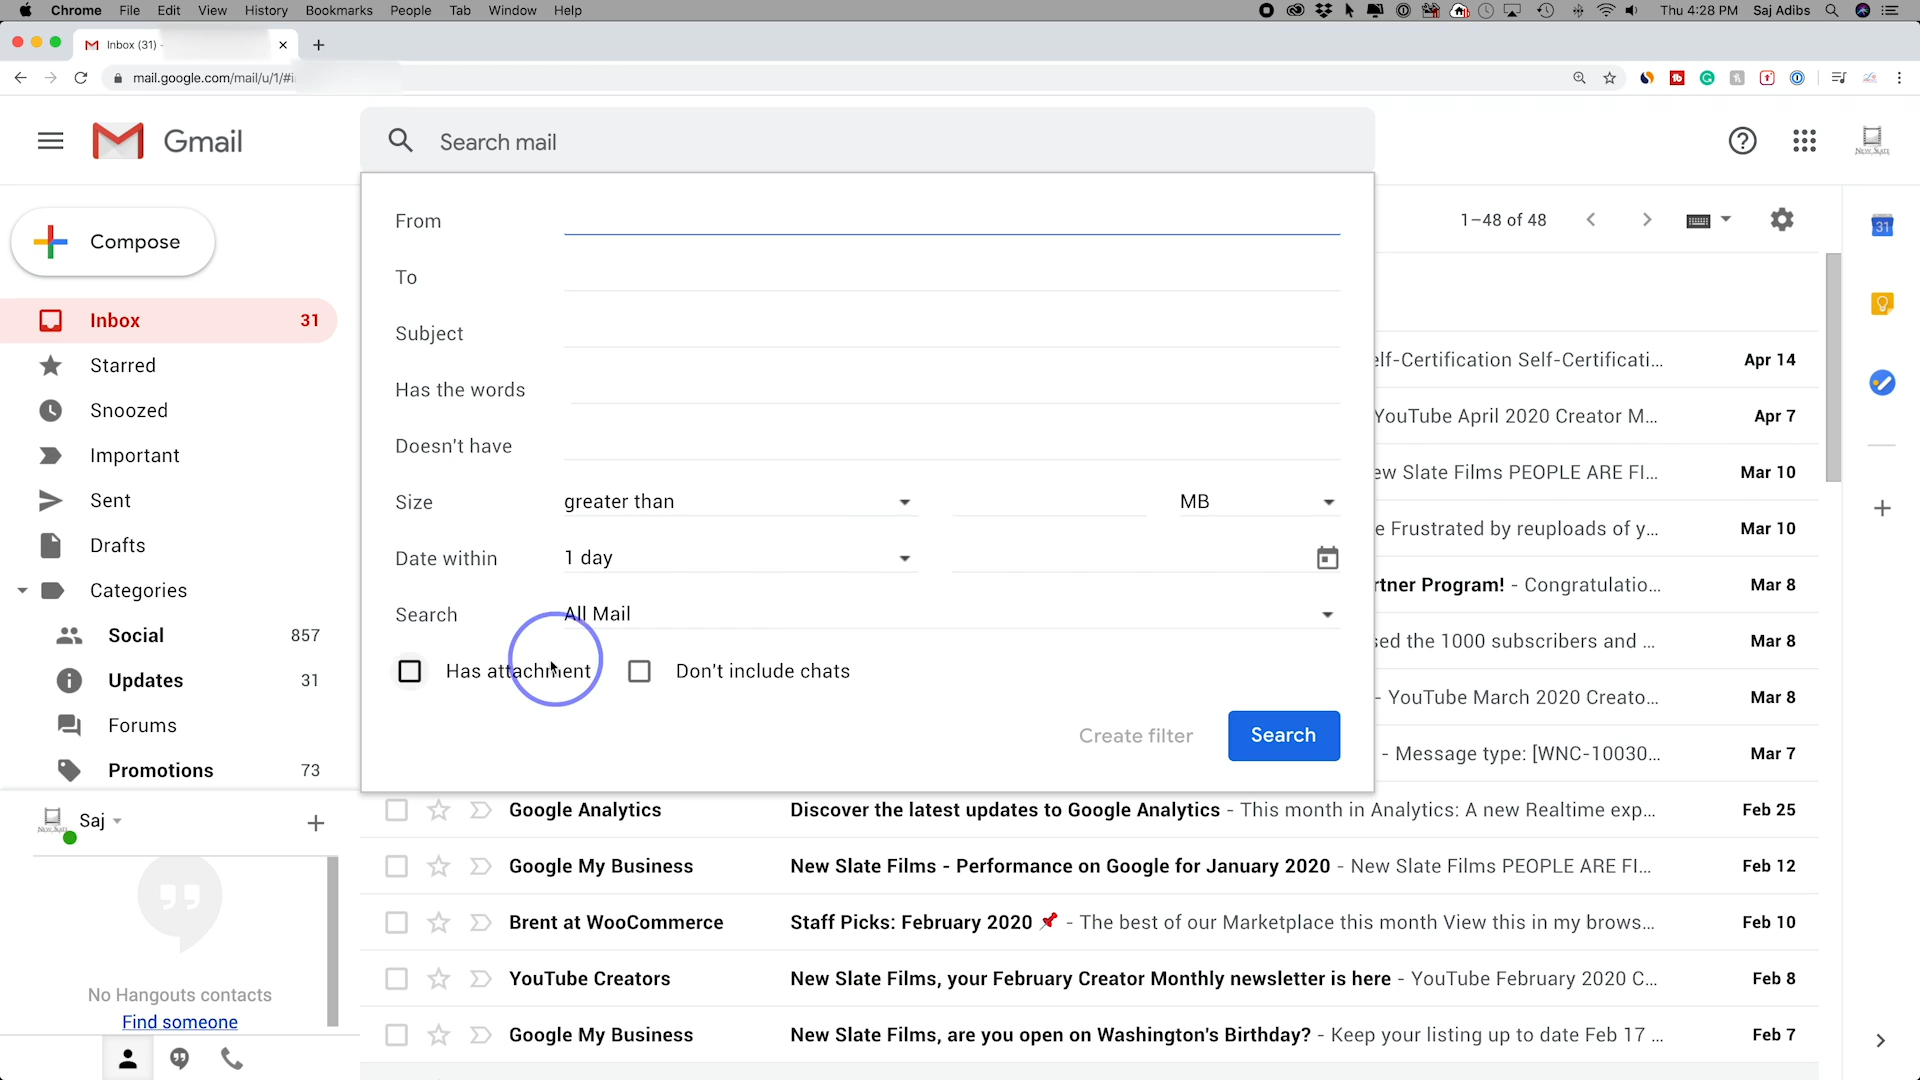 Chrome File Edit View History Bookmarks People Tab Window Help Thu 4:28 PM Saj Adibs
Inbox (31) -
mail.google.com/mail/u/1/#i
Gmail
Search mail
Compose
Inbox 31
Starred
Snoozed
Important
Sent
Drafts
Categories
Social 857
Updates 31
Forums
Promotions 73
Saj
No Hangouts contacts
Find someone
From
To
Subject
Has the words
Doesn't have
Size greater than MB
Date within 1 day
Search All Mail
Has attachment Don't include chats
Create filter Search
1–48 of 48
31
elf-Certification Self-Certificati... Apr 14
YouTube April 2020 Creator M... Apr 7
ew Slate Films PEOPLE ARE FI... Mar 10
e Frustrated by reuploads of y... Mar 10
rtner Program! - Congratulatio... Mar 8
sed the 1000 subscribers and ... Mar 8
- YouTube March 2020 Creato... Mar 8
- Message type: [WNC-10030... Mar 7
Google Analytics Discover the latest updates to Google Analytics - This month in Analytics: A new Realtime exp... Feb 25
Google My Business New Slate Films - Performance on Google for January 2020 - New Slate Films PEOPLE ARE FI... Feb 12
Brent at WooCommerce Staff Picks: February 2020 📌 - The best of our Marketplace this month View this in my brows... Feb 10
YouTube Creators New Slate Films, your February Creator Monthly newsletter is here - YouTube February 2020 C... Feb 8
Google My Business New Slate Films, are you open on Washington's Birthday? - Keep your listing up to date Feb 17 ... Feb 7